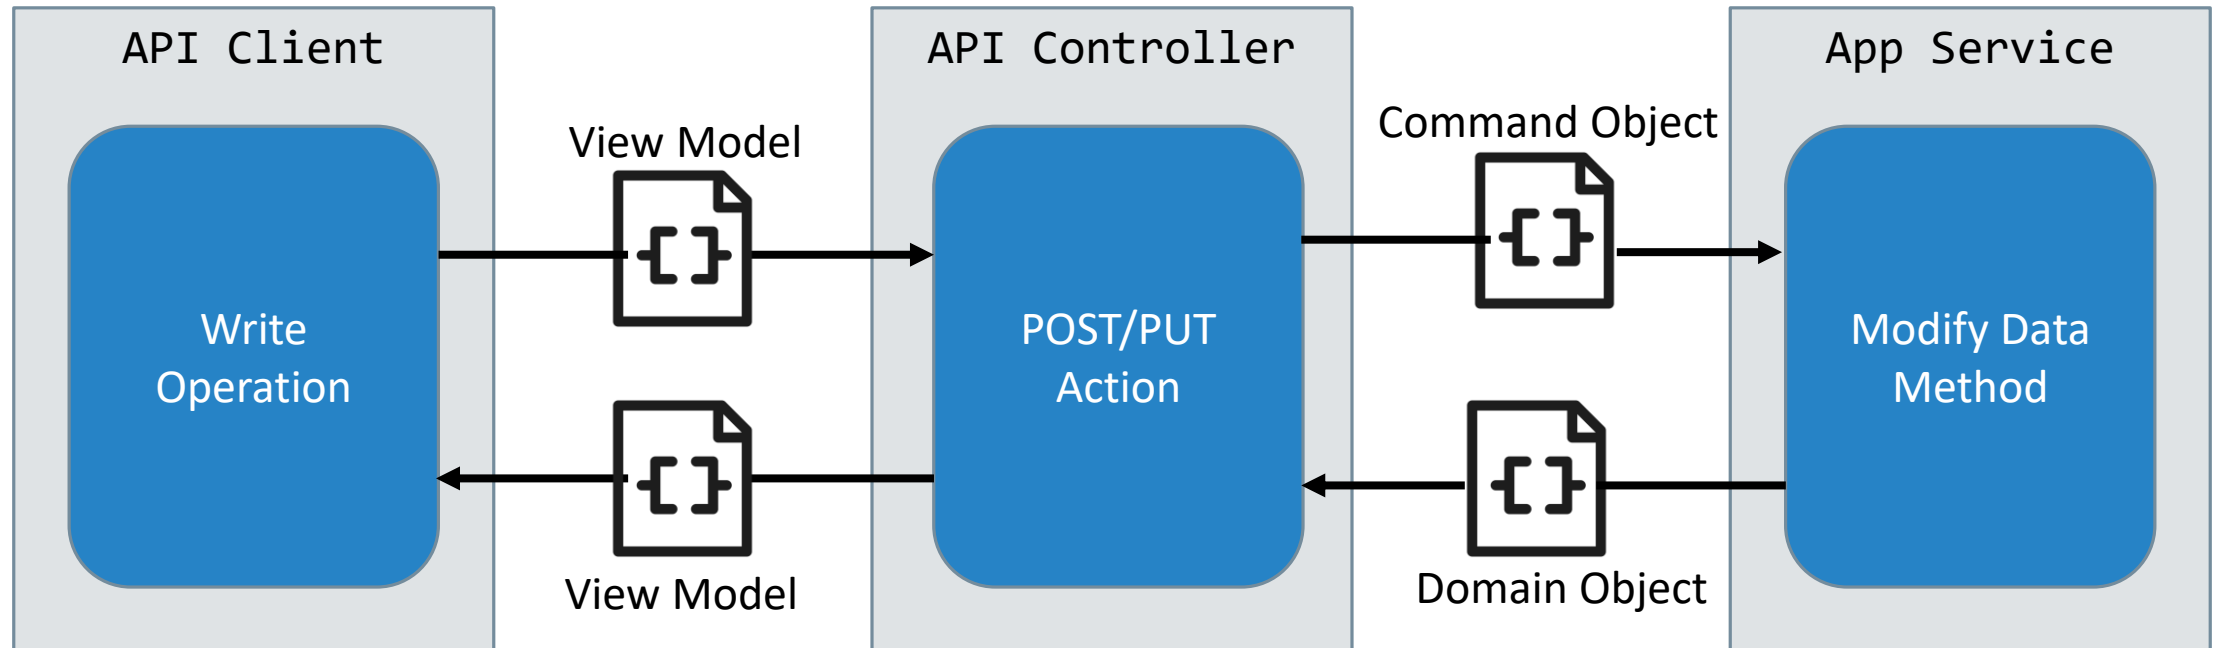 API Client
API Controller
App Service
View Model
Command Object
Write
Operation
POST/PUT
Action
Modify Data
Method
View Model
Domain Object